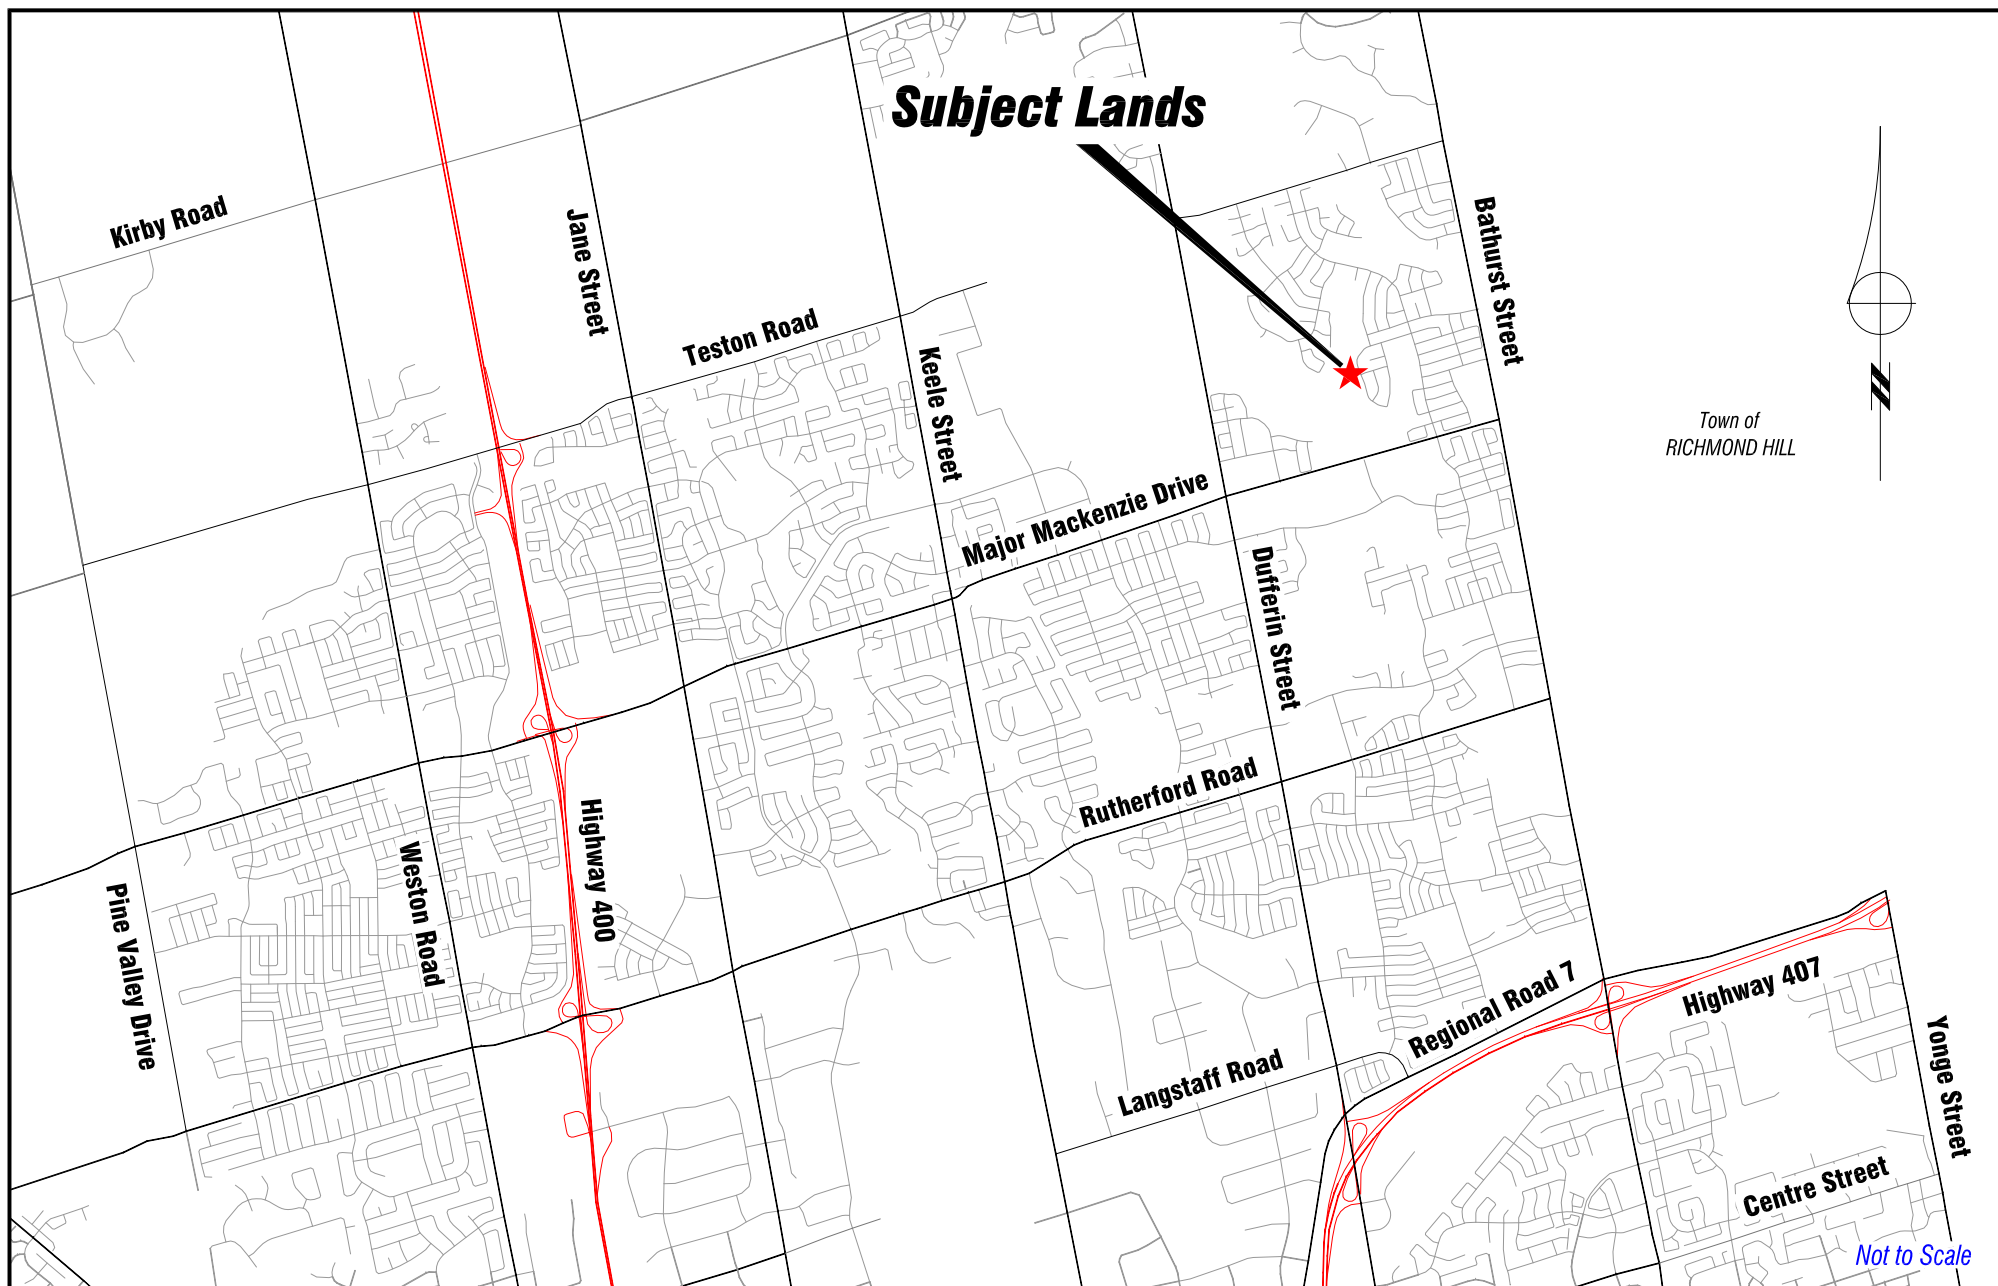 Subject Lands
Kirby Road
Jane Street
Bathurst Street
Teston Road
Keele Street
Town of
RICHMOND HILL
N
Major Mackenzie Drive
Dufferin Street
Rutherford Road
Highway 400
Weston Road
Pine Valley Drive
Regional Road 7
Highway 407
Langstaff Road
Yonge Street
Centre Street
Not to Scale